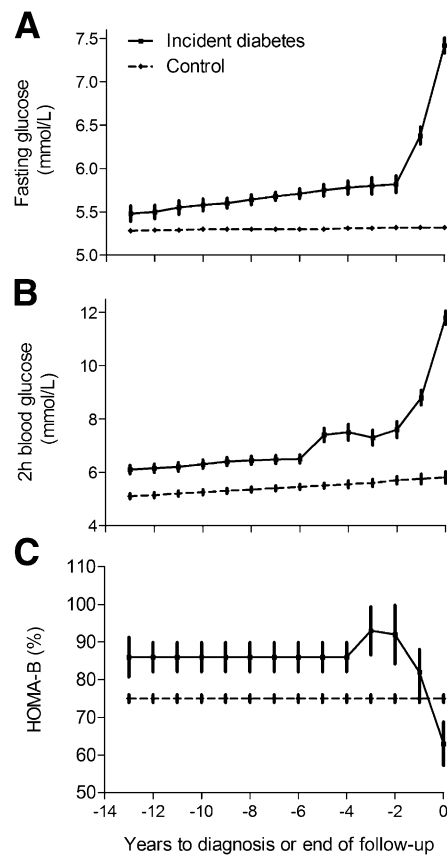 A
Fasting glucose
(mmol/L)
7.5
7.0
6.5
6.0
5.5
5.0
Incident diabetes
Control
B
2h blood glucose
(mmol/L)
12
10
8
6
4
C
HOMA-B (%)
110
100
90
80
70
60
50
-14 -12 -10 -8 -6 -4 -2 0
Years to diagnosis or end of follow-up